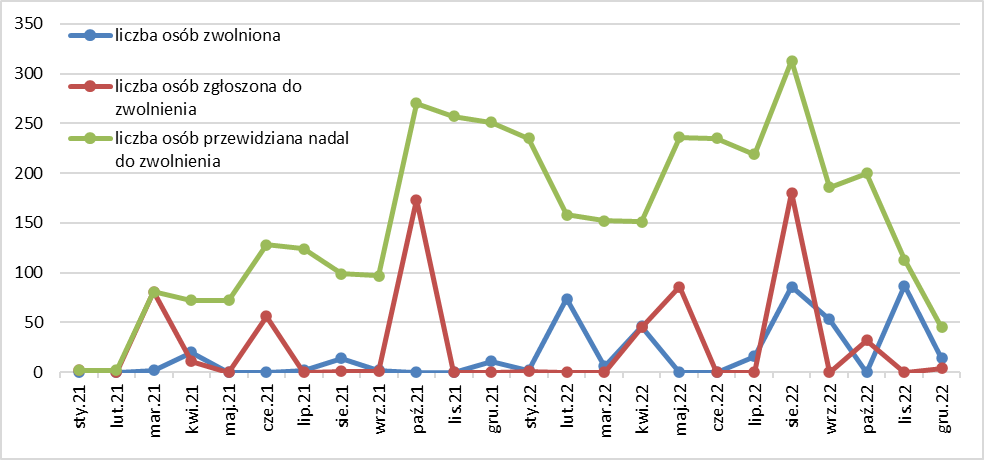 350
300
250
200
150
100
50
0
liczba osób zwolniona
liczba osób zgłoszona do
zwolnienia
liczba osób przewidziana nadal
do zwolnienia
sty.21
lut.21
mar.21
kwi.21
maj.21
cze.21
lip.21
sie.21
wrz.21
paź.21
lis.21
gru.21
sty.22
lut.22
mar.22
kwi.22
maj.22
cze.22
lip.22
sie.22
wrz.22
paź.22
lis.22
gru.22